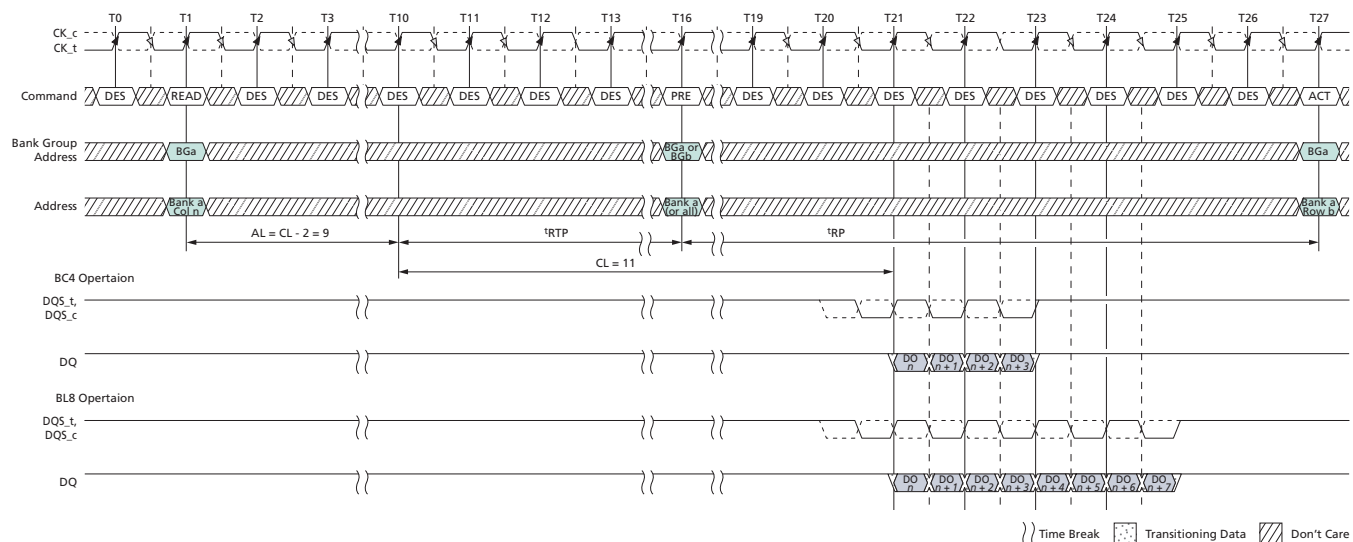 T0 T1 T2 T3 T10 T11 T12 T13 T16 T19 T20 T21 T22 T23 T24 T25 T26 T27
CK_c
CK_t
Command DES READ DES DES DES DES DES DES PRE DES DES DES DES DES DES DES DES ACT
Bank Group
Address
BGa
BGa or
BGb
BGa
Address
Bank a
Col n
Bank a
(or all)
Bank a
Row b
AL = CL - 2 = 9 tRTP tRP
CL = 11
BC4 Opertaion
DQS_t,
DQS_c
DQ
DO
n
DO
n + 1
DO
n + 2
DO
n + 3
BL8 Opertaion
DQS_t,
DQS_c
DQ
DO
n
DO
n + 1
DO
n + 2
DO
n + 3
DO
n + 4
DO
n + 5
DO
n + 6
DO
n + 7
Time Break Transitioning Data Don't Care